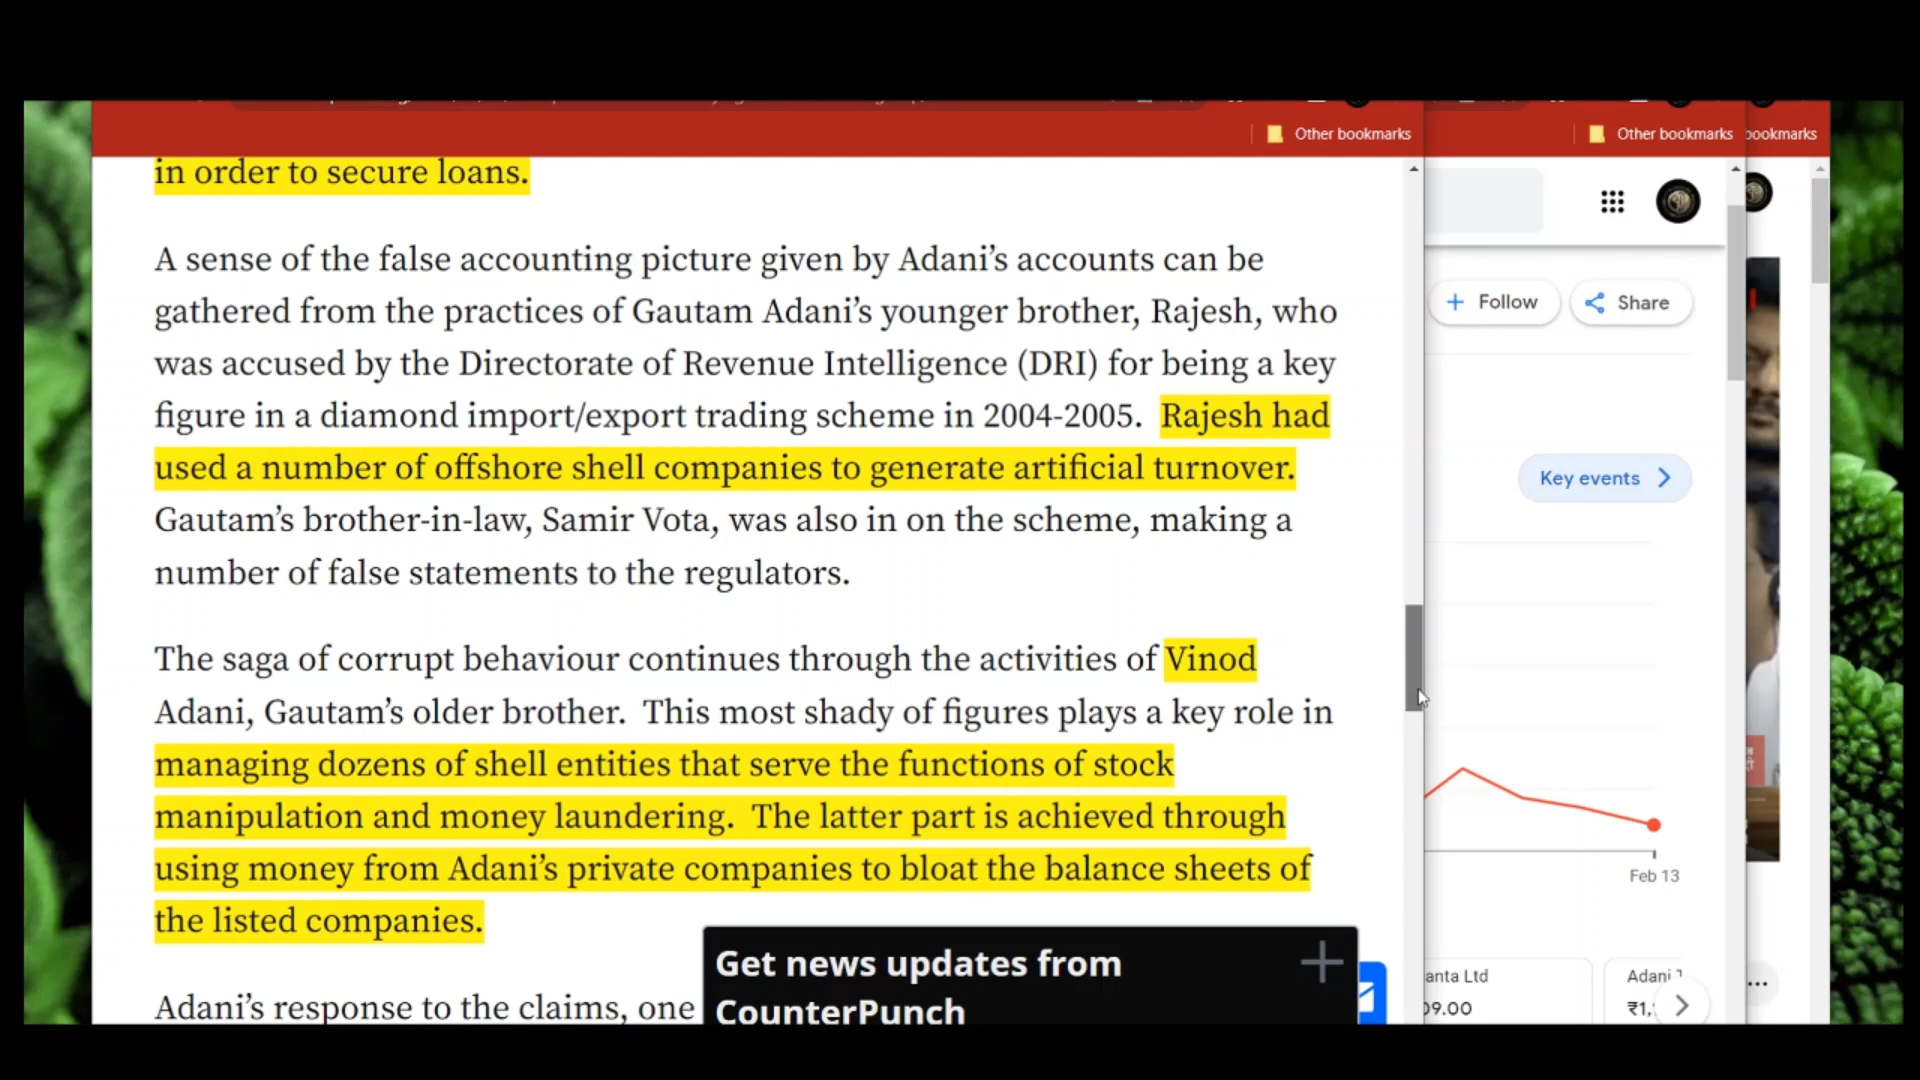 Other bookmarks
Other bookmarks
bookmarks
in order to secure loans.
A sense of the false accounting picture given by Adani’s accounts can be
gathered from the practices of Gautam Adani’s younger brother, Rajesh, who
was accused by the Directorate of Revenue Intelligence (DRI) for being a key
figure in a diamond import/export trading scheme in 2004-2005.  Rajesh had
used a number of offshore shell companies to generate artificial turnover.
Gautam’s brother-in-law, Samir Vota, was also in on the scheme, making a
number of false statements to the regulators.
The saga of corrupt behaviour continues through the activities of Vinod
Adani, Gautam’s older brother.  This most shady of figures plays a key role in
managing dozens of shell entities that serve the functions of stock
manipulation and money laundering.  The latter part is achieved through
using money from Adani’s private companies to bloat the balance sheets of
the listed companies.
Adani’s response to the claims, one
Get news updates from
CounterPunch
+ Follow
Share
Key events
Feb 13
anta Ltd
09.00
Adani
₹1,